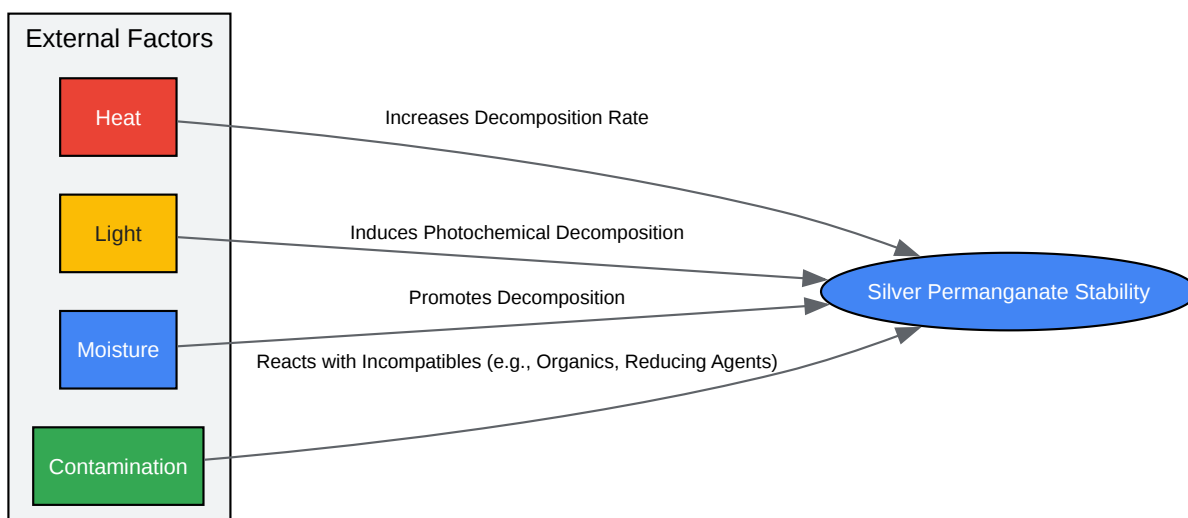 External Factors
Heat
Increases Decomposition Rate
Light
Induces Photochemical Decomposition
Silver Permanganate Stability
Promotes Decomposition
Moisture
Reacts with Incompatibles (e.g., Organics, Reducing Agents)
Contamination